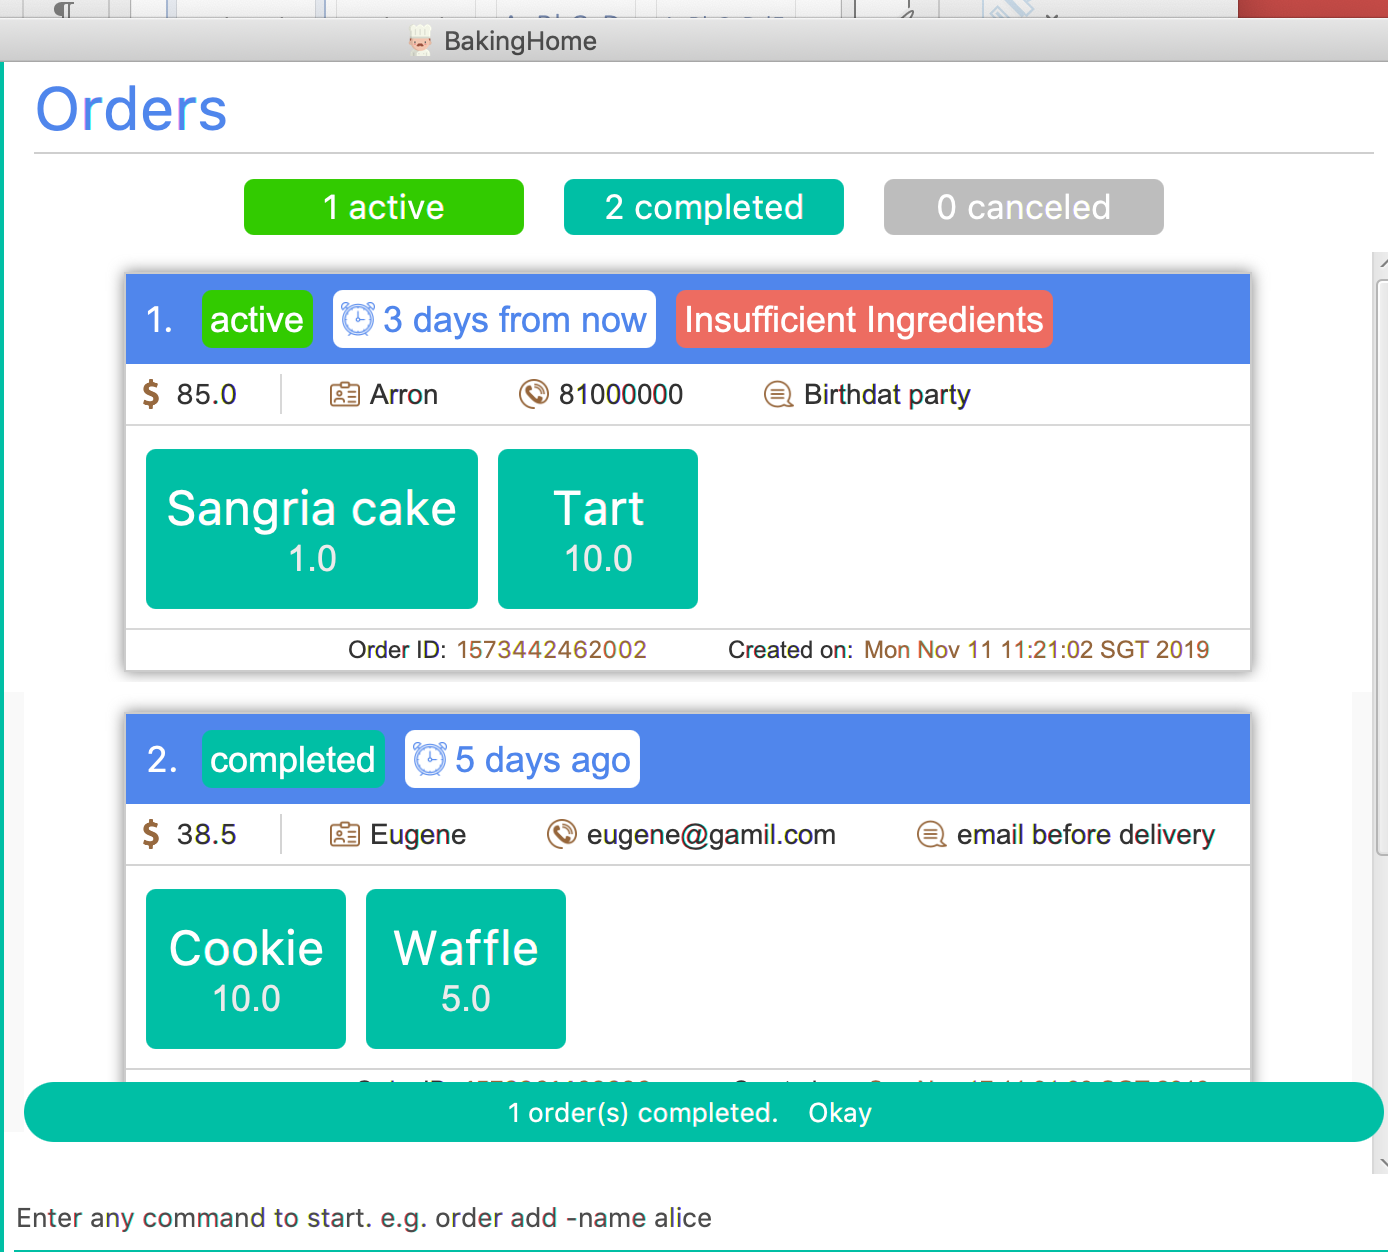 BakingHome
Orders
1 active
2 completed
0 canceled
1. active 3 days from now Insufficient Ingredients
$ 85.0 Arron 81000000 Birthdat party
Sangria cake
1.0
Tart
10.0
Order ID: 1573442462002 Created on: Mon Nov 11 11:21:02 SGT 2019
2. completed 5 days ago
$ 38.5 Eugene eugene@gamil.com email before delivery
Cookie
10.0
Waffle
5.0
1 order(s) completed. Okay
Enter any command to start. e.g. order add -name alice